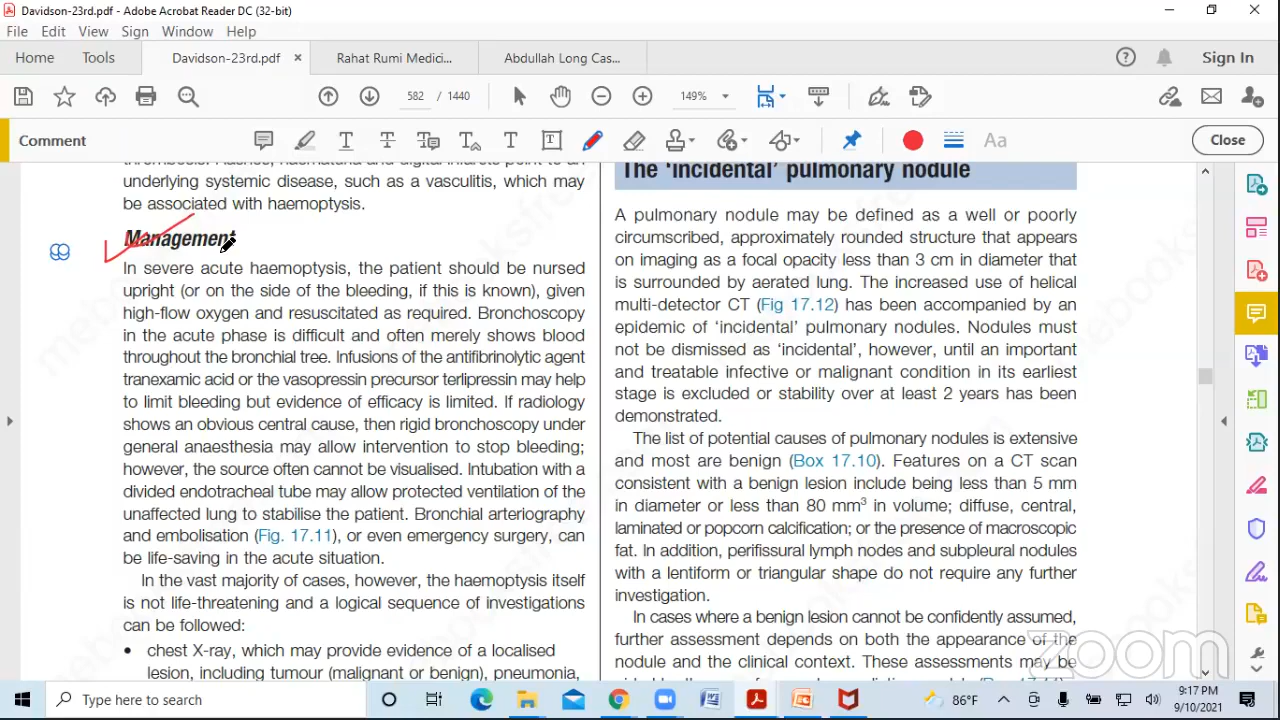 Davidson-23rd.pdf - Adobe Acrobat Reader DC (32-bit)
File Edit View Sign Window Help
Home Tools Davidson-23rd.pdf × Rahat Rumi Medici... Abdullah Long Cas... Sign In
582 / 1440 149%
Comment Aa Close
underlying systemic disease, such as a vasculitis, which may
be associated with haemoptysis.
Management
In severe acute haemoptysis, the patient should be nursed
upright (or on the side of the bleeding, if this is known), given
high-flow oxygen and resuscitated as required. Bronchoscopy
in the acute phase is difficult and often merely shows blood
throughout the bronchial tree. Infusions of the antifibrinolytic agent
tranexamic acid or the vasopressin precursor terlipressin may help
to limit bleeding but evidence of efficacy is limited. If radiology
shows an obvious central cause, then rigid bronchoscopy under
general anaesthesia may allow intervention to stop bleeding;
however, the source often cannot be visualised. Intubation with a
divided endotracheal tube may allow protected ventilation of the
unaffected lung to stabilise the patient. Bronchial arteriography
and embolisation (Fig. 17.11), or even emergency surgery, can
be life-saving in the acute situation.
In the vast majority of cases, however, the haemoptysis itself
is not life-threatening and a logical sequence of investigations
can be followed:
• chest X-ray, which may provide evidence of a localised
lesion, including tumour (malignant or benign), pneumonia,
The ‘incidental’ pulmonary nodule
A pulmonary nodule may be defined as a well or poorly
circumscribed, approximately rounded structure that appears
on imaging as a focal opacity less than 3 cm in diameter that
is surrounded by aerated lung. The increased use of helical
multi-detector CT (Fig 17.12) has been accompanied by an
epidemic of ‘incidental’ pulmonary nodules. Nodules must
not be dismissed as ‘incidental’, however, until an important
and treatable infective or malignant condition in its earliest
stage is excluded or stability over at least 2 years has been
demonstrated.
The list of potential causes of pulmonary nodules is extensive
and most are benign (Box 17.10). Features on a CT scan
consistent with a benign lesion include being less than 5 mm
in diameter or less than 80 mm³ in volume; diffuse, central,
laminated or popcorn calcification; or the presence of macroscopic
fat. In addition, perifissural lymph nodes and subpleural nodules
with a lentiform or triangular shape do not require any further
investigation.
In cases where a benign lesion cannot be confidently assumed,
further assessment depends on both the appearance of the
nodule and the clinical context. These assessments may be
zoom
Type here to search 86°F 9:17 PM
9/10/2021